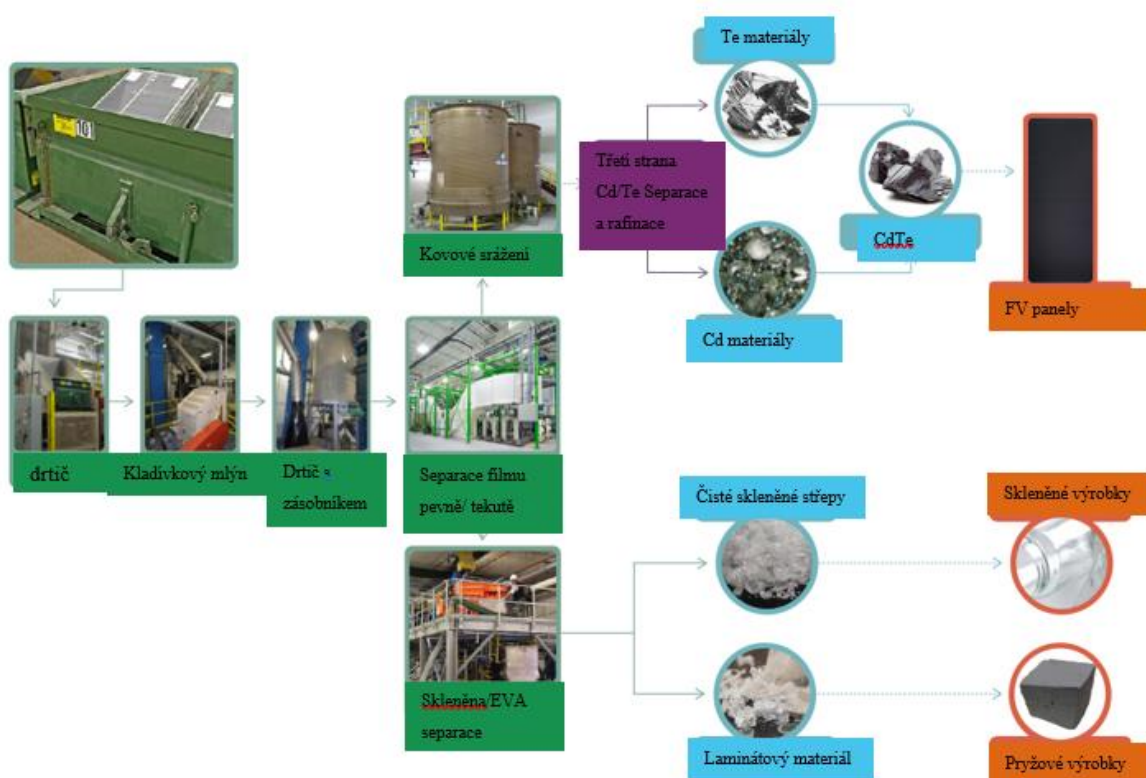 Te materiály
10
Třetí strana
Cd/Te Separace
a rafinace
Kovové srážení
CdTe
Cd materiály
FV panely
drtič
Kladívkový mlýn
Drtič s
zásobníkem
Separace filmu
pevně/ tekutě
Čisté skleněné střepy
Skleněné výrobky
Skleněna/EVA
separace
Laminátový materiál
Pryžové výrobky